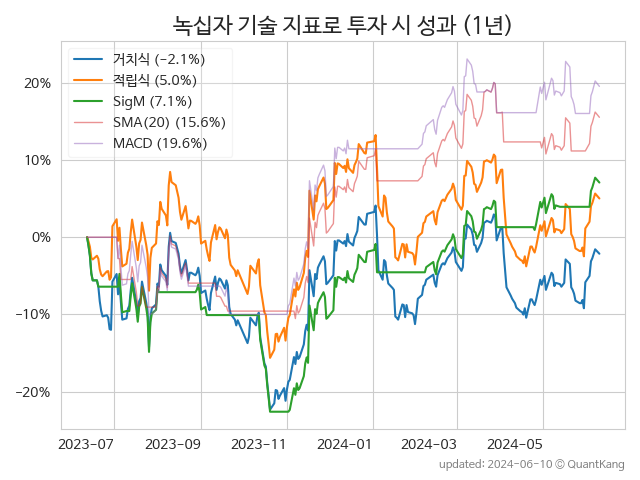 녹십자 기술 지표로 투자 시 성과 (1년)
거치식 (−2.1%)
적립식 (5.0%)
SigM (7.1%)
SMA(20) (15.6%)
MACD (19.6%)
20%
10%
0%
−10%
−20%
2023-07 2023-09 2023-11 2024-01 2024-03 2024-05
updated: 2024-06-10 © QuantKang